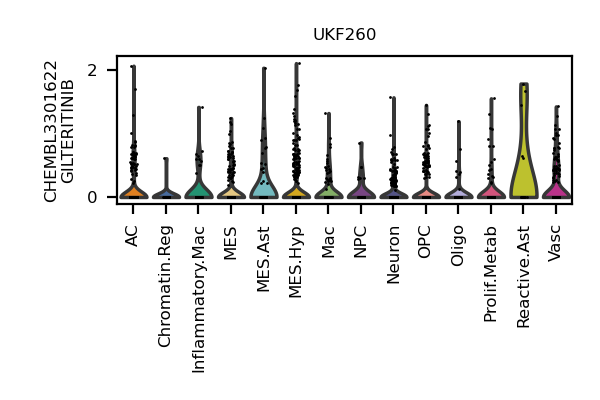 UKF260
CHEMBL3301622
GILTERITINIB
2
0
AC
Chromatin.Reg
Inflammatory.Mac
MES
MES.Ast
MES.Hyp
Mac
NPC
Neuron
OPC
Oligo
Prolif.Metab
Reactive.Ast
Vasc